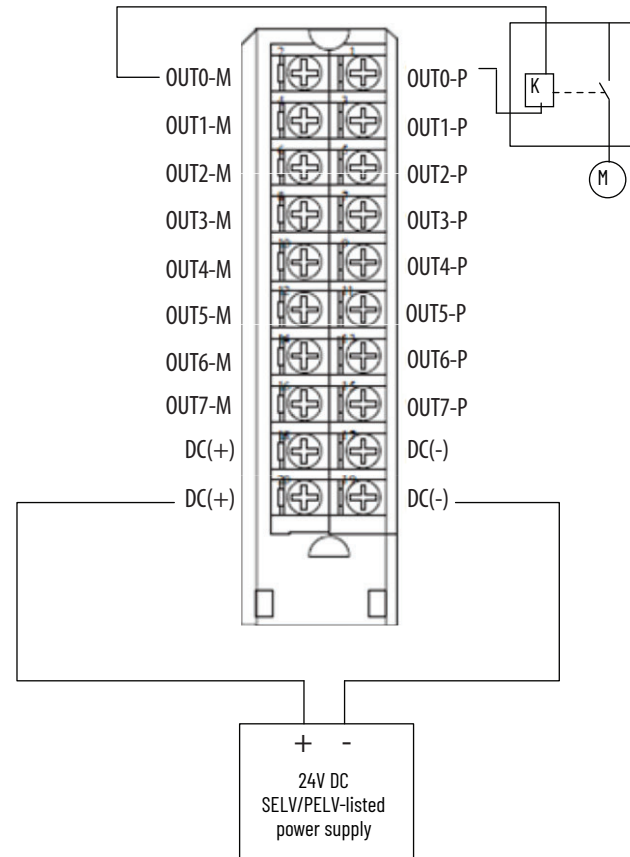 OUT0-M OUT0-P K
OUT1-M OUT1-P
OUT2-M OUT2-P
M
OUT3-M OUT3-P
OUT4-M OUT4-P
OUT5-M OUT5-P
OUT6-M OUT6-P
OUT7-M OUT7-P
DC(+) DC(-)
DC(+) DC(-)
+ -
24V DC
SELV/PELV-listed
power supply